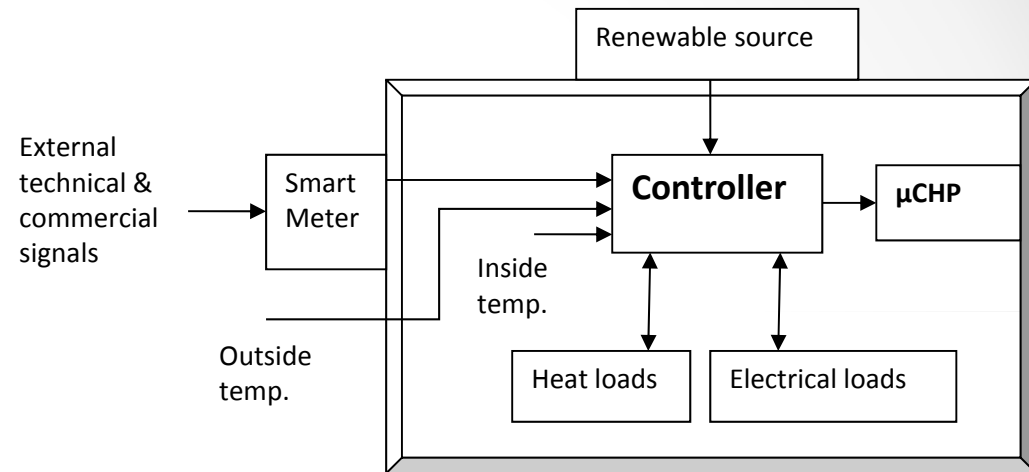 Renewable source
External
technical &
commercial
signals
Smart
Meter
Controller
µCHP
Inside
temp.
Outside
temp.
Heat loads
Electrical loads